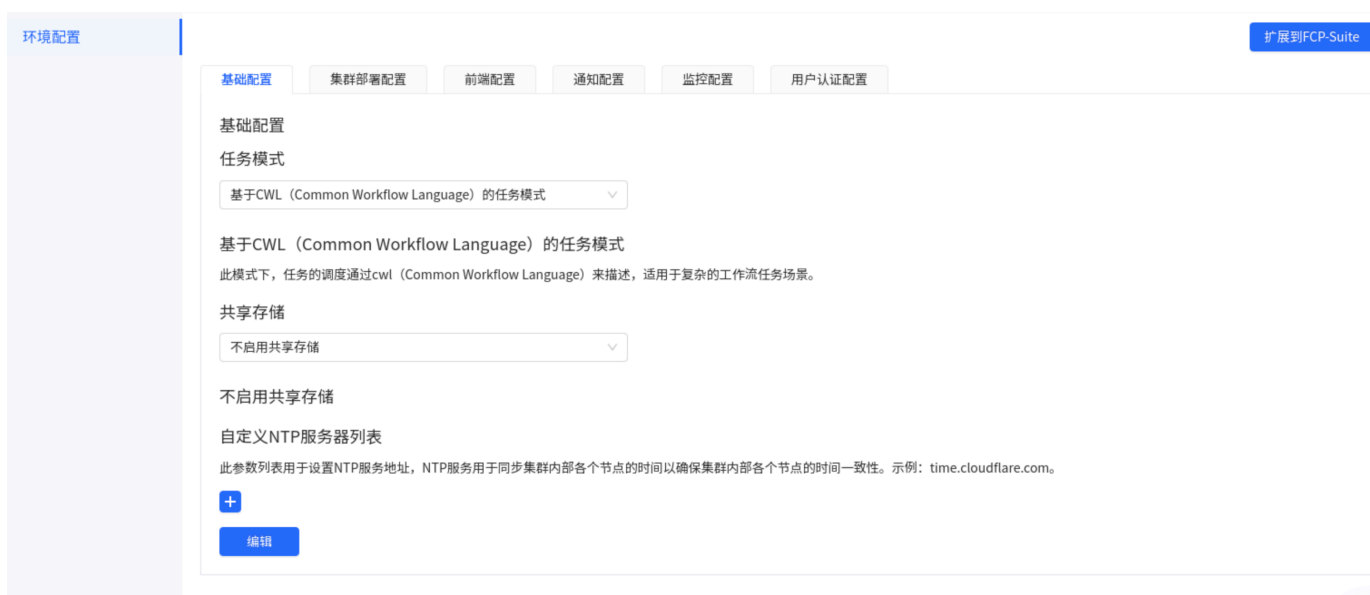 环境配置
扩展到FCP-Suite
基础配置 集群部署配置 前端配置 通知配置 监控配置 用户认证配置
基础配置
任务模式
基于CWL（Common Workflow Language）的任务模式
基于CWL（Common Workflow Language）的任务模式
此模式下，任务的调度通过cwl（Common Workflow Language）来描述，适用于复杂的工作流任务场景。
共享存储
不启用共享存储
不启用共享存储
自定义NTP服务器列表
此参数列表用于设置NTP服务地址，NTP服务用于同步集群内部各个节点的时间以确保集群内部各个节点的时间一致性。示例：time.cloudflare.com。
+
编辑